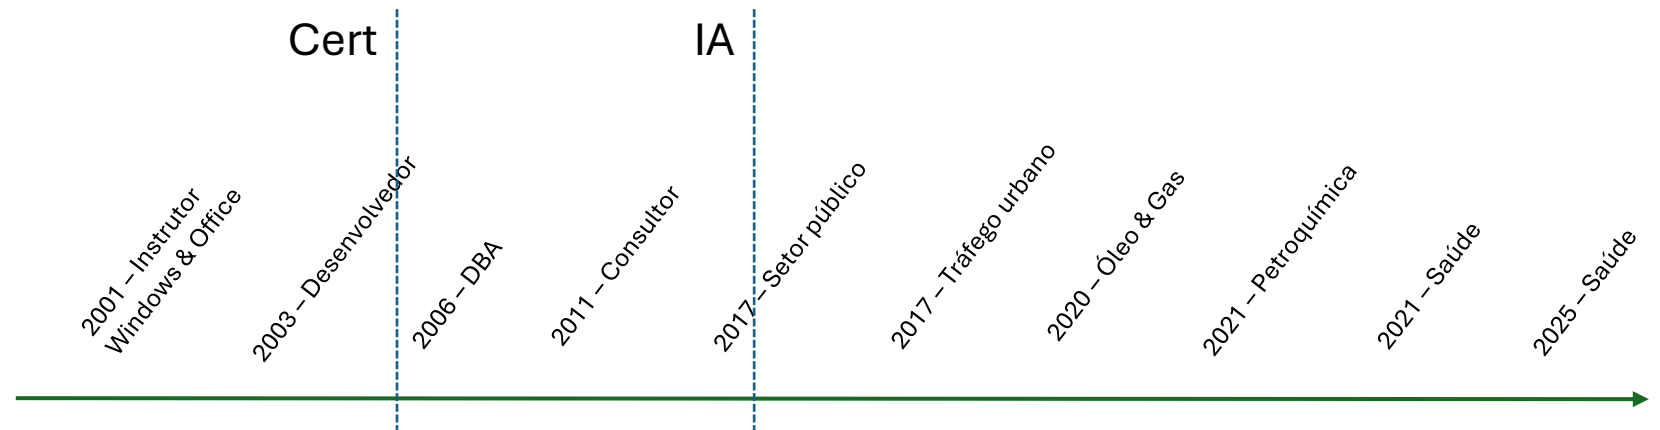 Cert
IA
2001 – Instrutor
Windows & Office
2003 – Desenvolvedor
2006 – DBA
2011 – Consultor
2017 – Setor público
2017 – Tráfego urbano
2020 – Óleo & Gas
2021 – Petroquímica
2021 – Saúde
2025 – Saúde